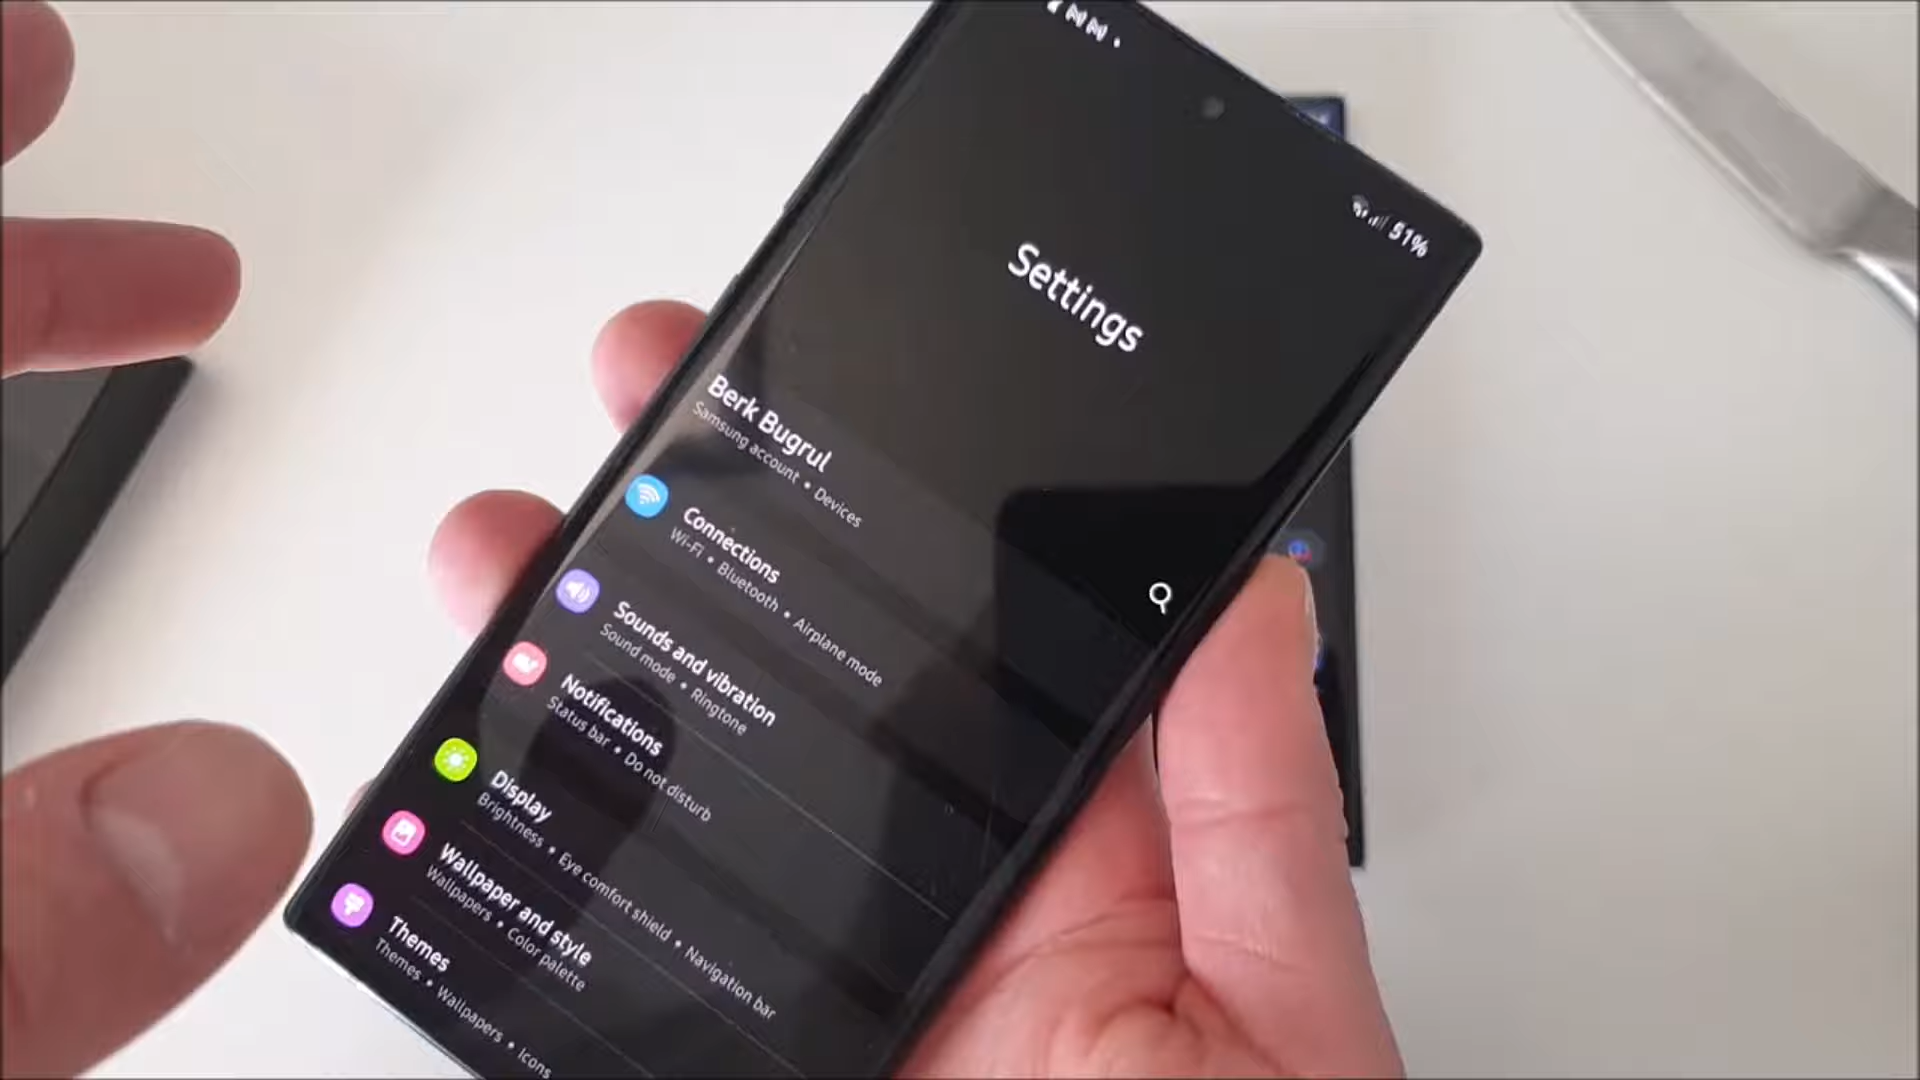 51%
Settings
Berk Bugrul
Samsung account • Devices
Connections
Wi-Fi • Bluetooth • Airplane mode
Sounds and vibration
Sound mode • Ringtone
Notifications
Status bar • Do not disturb
Display
Brightness • Eye comfort shield • Navigation bar
Wallpaper and style
Wallpapers • Color palette
Themes
Themes • Wallpapers • Icons